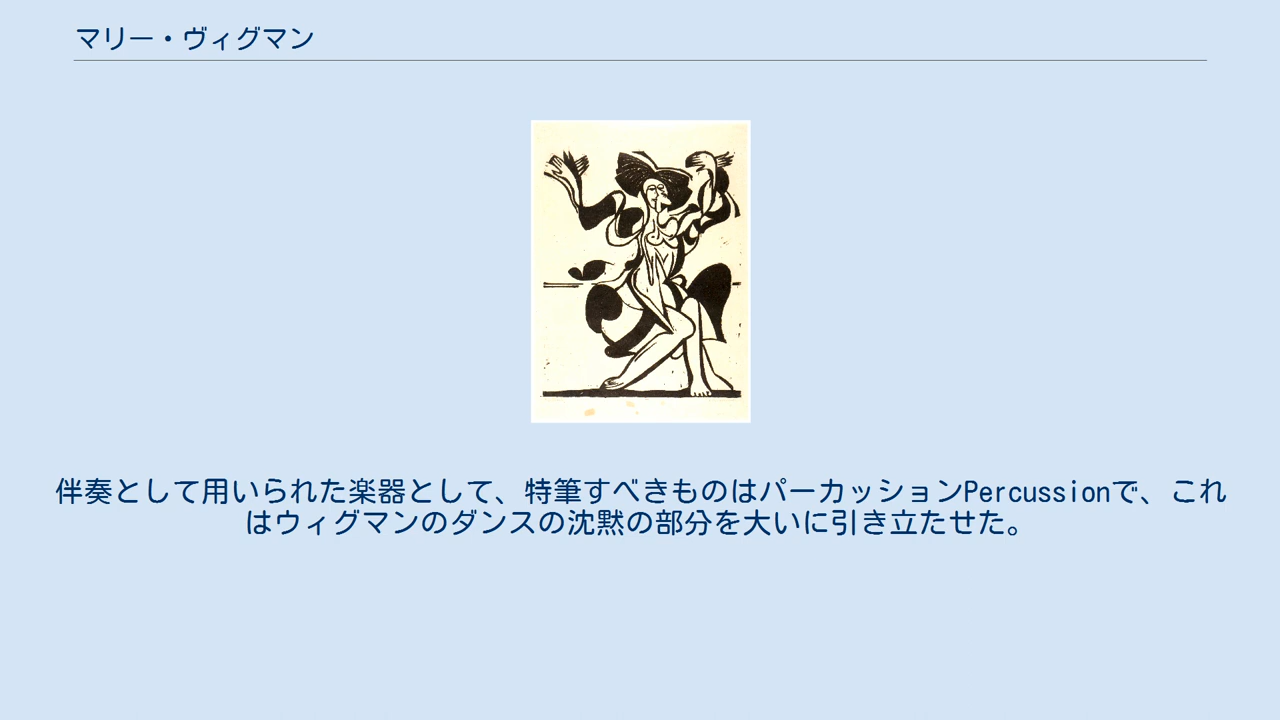 マリー・ヴィグマン
伴奏として用いられた楽器として、特筆すべきものはパーカッションPercussionで、これ
はウィグマンのダンスの沈黙の部分を大いに引き立たせた。